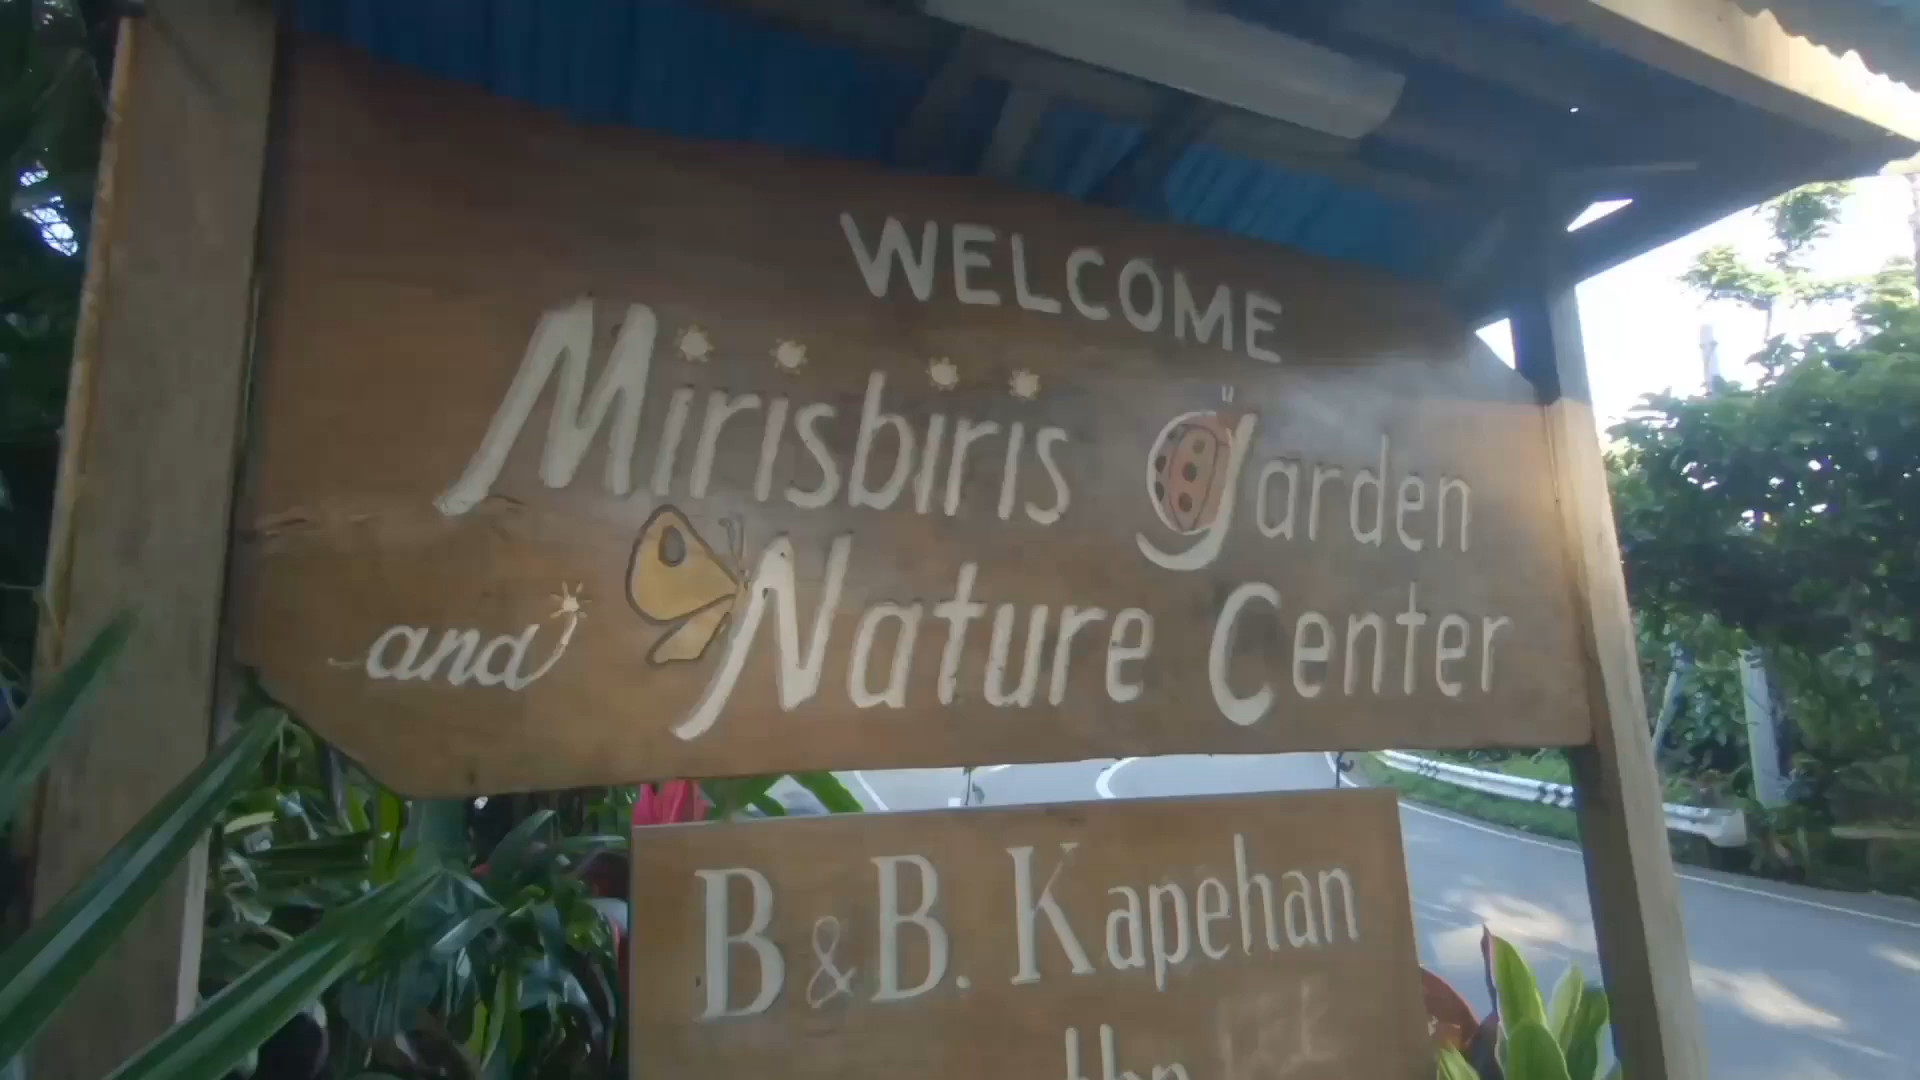 WELCOME
Mirisbiris garden
and Nature Center
B & B. Kapehan